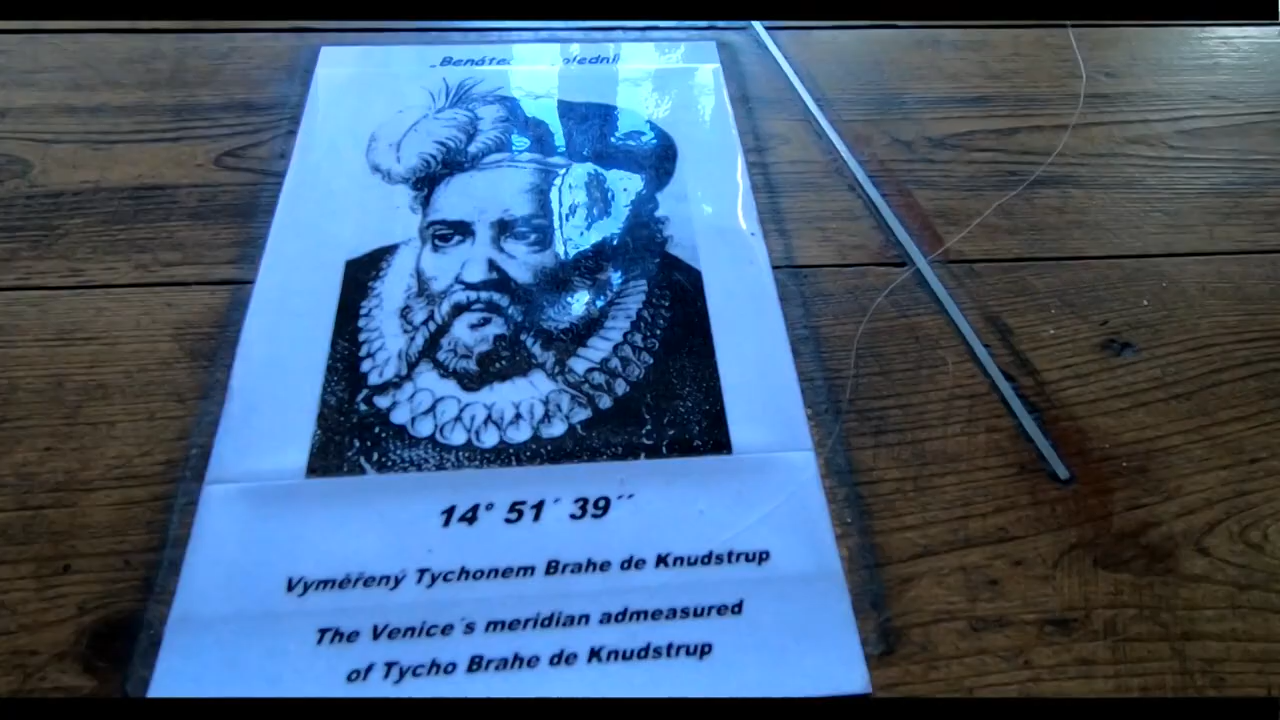 14° 51´ 39´´
Vyměřený Tychonem Brahe de Knudstrup
The Venice´s meridian admeasured
of Tycho Brahe de Knudstrup